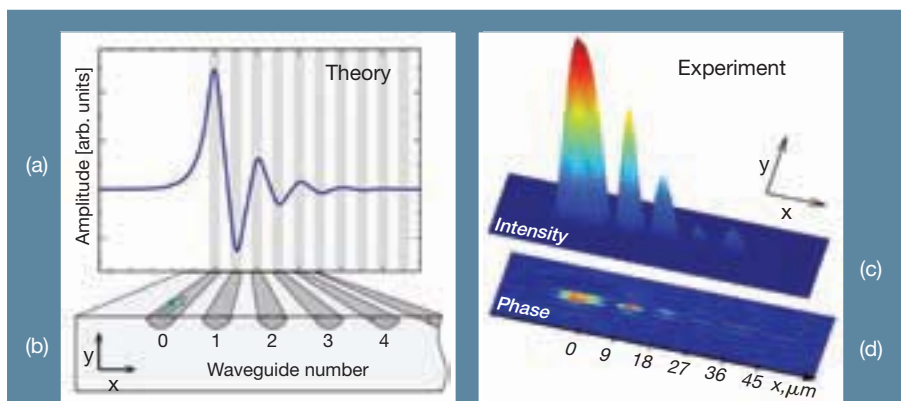 Theory
Amplitude [arb. units]
(a)
(b)
0 1 2 3 4
Waveguide number
y
x
Experiment
y
x
Intensity
Phase
(c)
(d)
0 9 18 27 36 45 x,μm